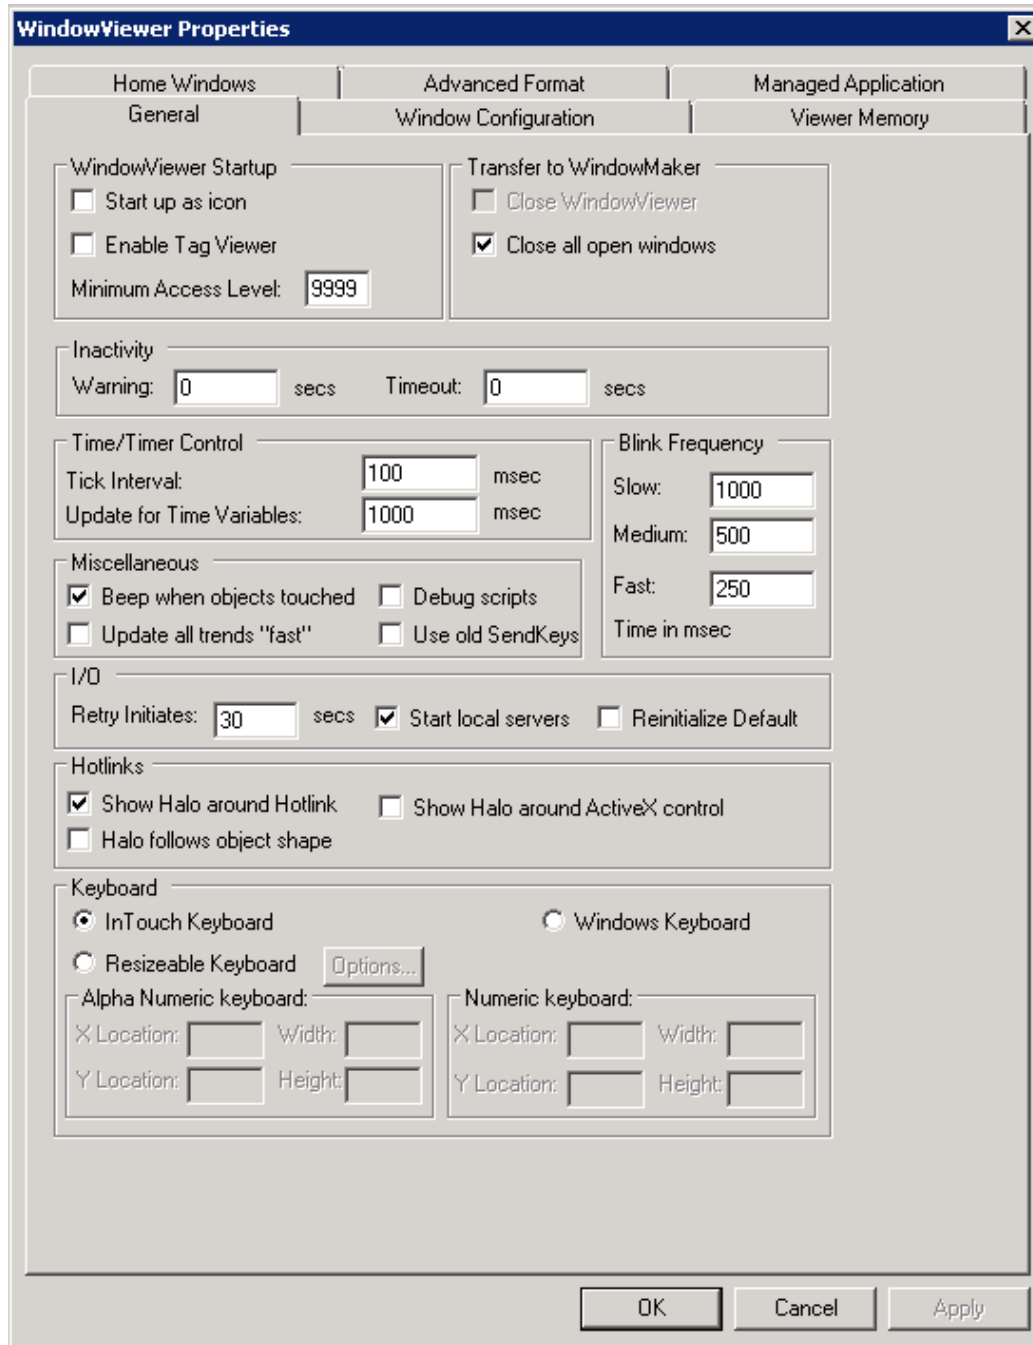 WindowViewer Properties
Home Windows Advanced Format Managed Application
General Window Configuration Viewer Memory
WindowViewer Startup Transfer to WindowMaker
Start up as icon Close WindowViewer
Enable Tag Viewer Close all open windows
Minimum Access Level: 9999
Inactivity
Warning: 0 secs Timeout: 0 secs
Time/Timer Control Blink Frequency
Tick Interval: 100 msec Slow: 1000
Update for Time Variables: 1000 msec Medium: 500
Miscellaneous
Beep when objects touched Debug scripts Fast: 250
Update all trends "fast" Use old SendKeys Time in msec
I/O
Retry Initiates: 30 secs Start local servers Reinitialize Default
Hotlinks
Show Halo around Hotlink Show Halo around ActiveX control
Halo follows object shape
Keyboard
InTouch Keyboard Windows Keyboard
Resizeable Keyboard Options...
Alpha Numeric keyboard: Numeric keyboard:
X Location: Width: X Location: Width:
Y Location: Height: Y Location: Height:
OK Cancel Apply